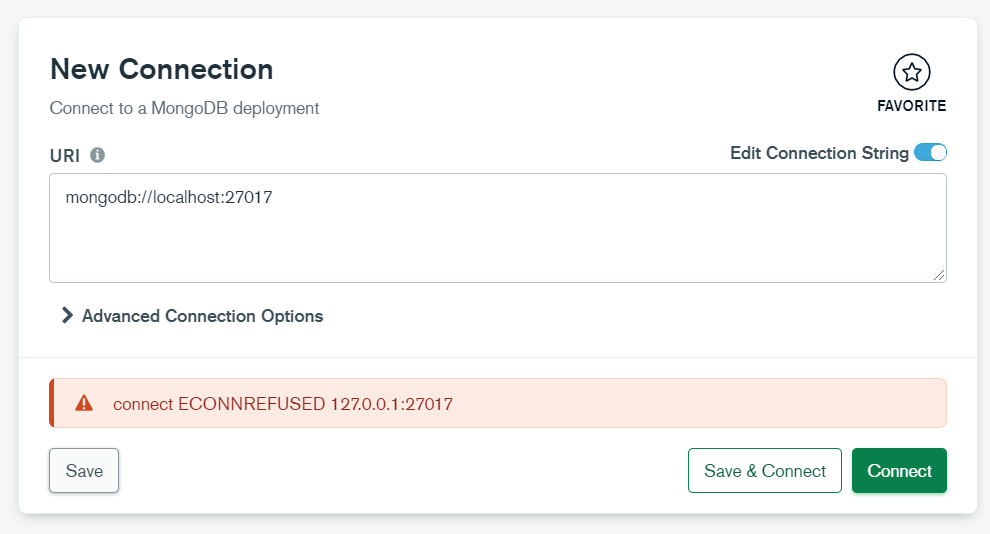 New Connection
Connect to a MongoDB deployment
FAVORITE
URI
Edit Connection String
mongodb://localhost:27017
Advanced Connection Options
connect ECONNREFUSED 127.0.0.1:27017
Save
Save & Connect
Connect